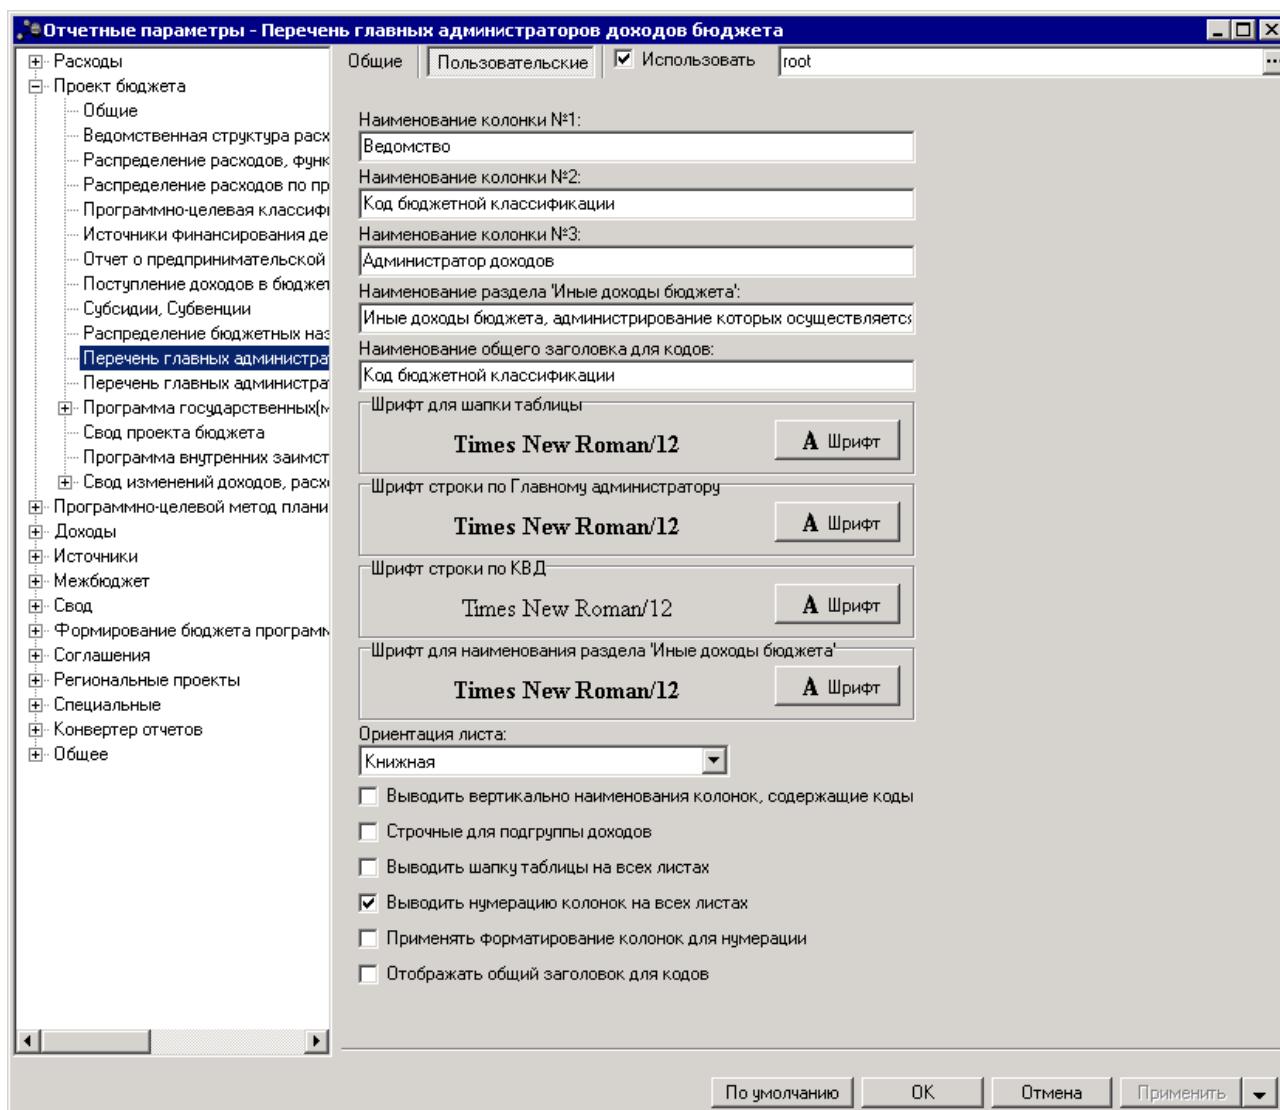 Отчетные параметры - Перечень главных администраторов доходов бюджета
Расходы
Проект бюджета
Общие
Ведомственная структура расх
Распределение расходов, функ
Распределение расходов по пр
Программно-целевая классифи
Источники финансирования де
Отчет о предпринимательской
Поступление доходов в бюджет
Субсидии, Субвенции
Распределение бюджетных наз
Перечень главных администра
Перечень главных администра
Программа государственных(м
Свод проекта бюджета
Программа внутренних заимст
Свод изменений доходов, расхо
Программно-целевой метод плани
Доходы
Источники
Межбюджет
Свод
Формирование бюджета программ
Соглашения
Региональные проекты
Специальные
Конвертер отчетов
Общее
Общие Пользовательские Использовать root ...
Наименование колонки №1:
Ведомство
Наименование колонки №2:
Код бюджетной классификации
Наименование колонки №3:
Администратор доходов
Наименование раздела 'Иные доходы бюджета':
Иные доходы бюджета, администрирование которых осуществляется
Наименование общего заголовка для кодов:
Код бюджетной классификации
Шрифт для шапки таблицы
Times New Roman/12 А Шрифт
Шрифт строки по Главному администратору
Times New Roman/12 А Шрифт
Шрифт строки по КВД
Times New Roman/12 А Шрифт
Шрифт для наименования раздела 'Иные доходы бюджета'
Times New Roman/12 А Шрифт
Ориентация листа:
Книжная
Выводить вертикально наименования колонок, содержащие коды
Строчные для подгруппы доходов
Выводить шапку таблицы на всех листах
Выводить нумерацию колонок на всех листах
Применять форматирование колонок для нумерации
Отображать общий заголовок для кодов
По умолчанию OK Отмена Применить